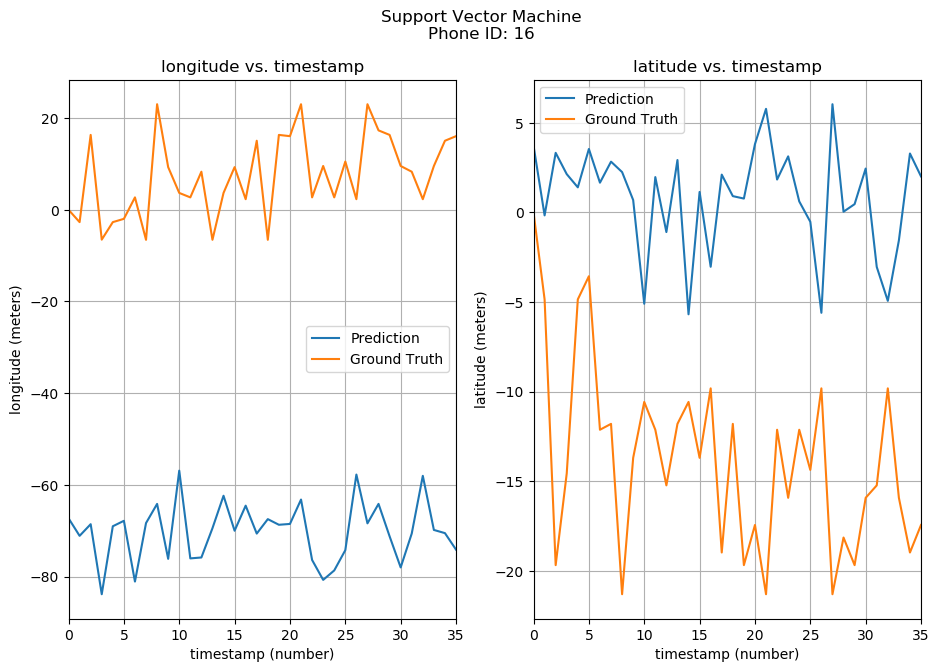 Support Vector Machine
Phone ID: 16
longitude vs. timestamp
longitude (meters)
20
0
−20
−40
−60
−80
Prediction
Ground Truth
0 5 10 15 20 25 30 35
timestamp (number)
latitude vs. timestamp
latitude (meters)
5
0
−5
−10
−15
−20
Prediction
Ground Truth
0 5 10 15 20 25 30 35
timestamp (number)